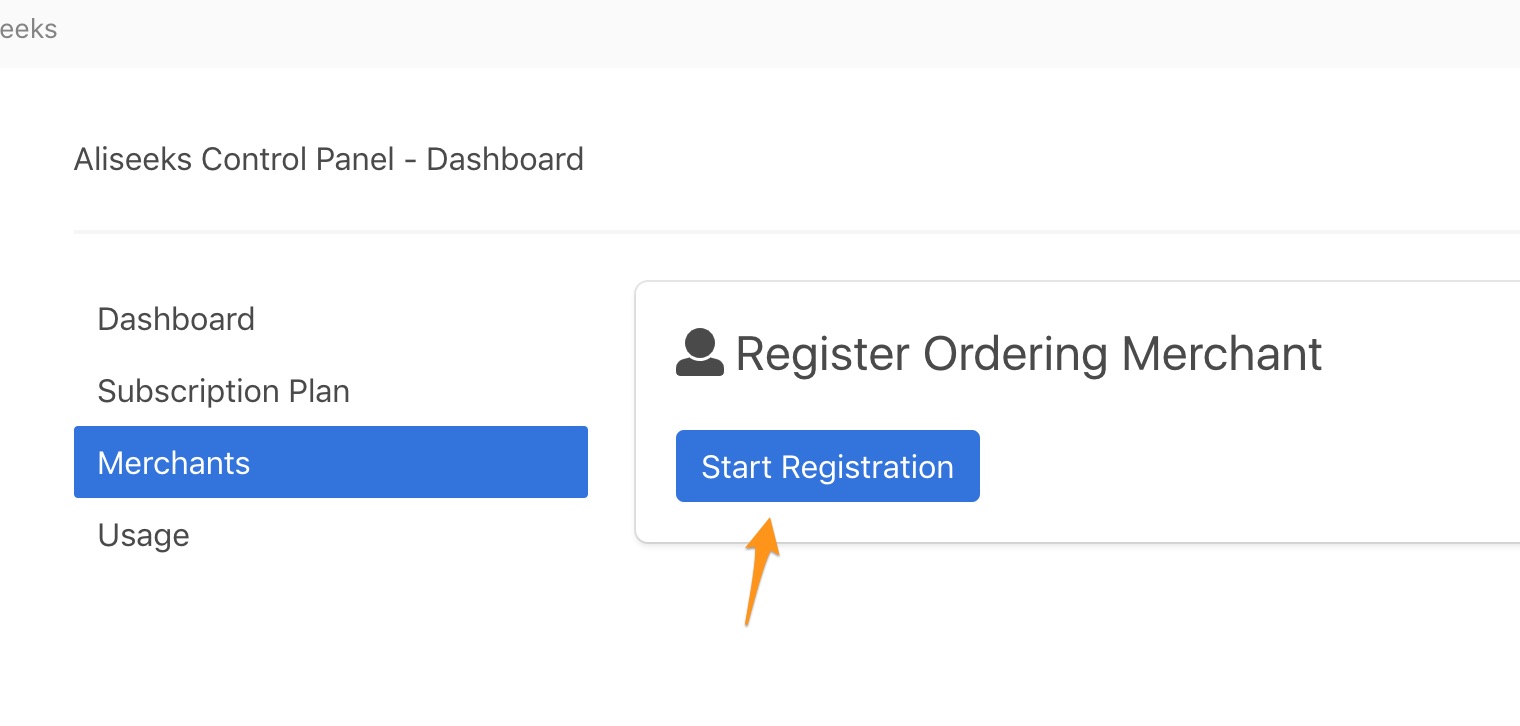 eeks
Aliseeks Control Panel - Dashboard
Dashboard
Subscription Plan
Merchants
Usage
Register Ordering Merchant
Start Registration